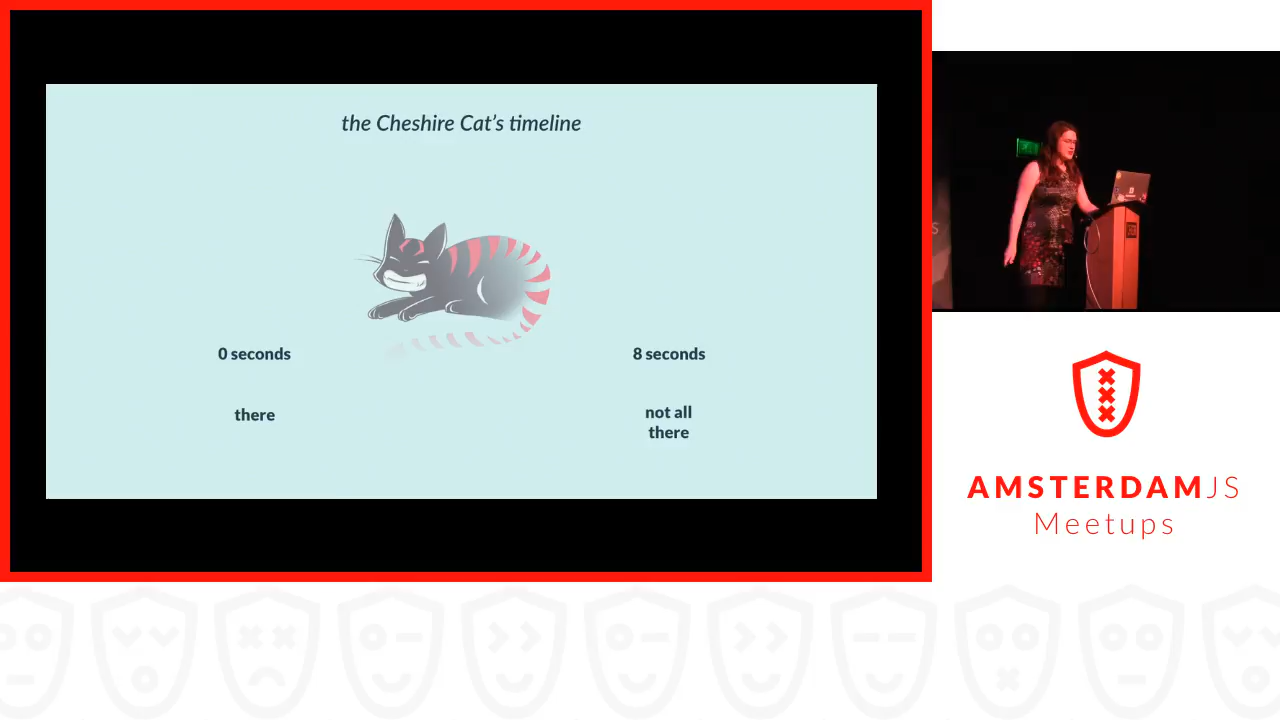 the Cheshire Cat's timeline
0 seconds
8 seconds
there
not all
there
AMSTERDAMJS
Meetups